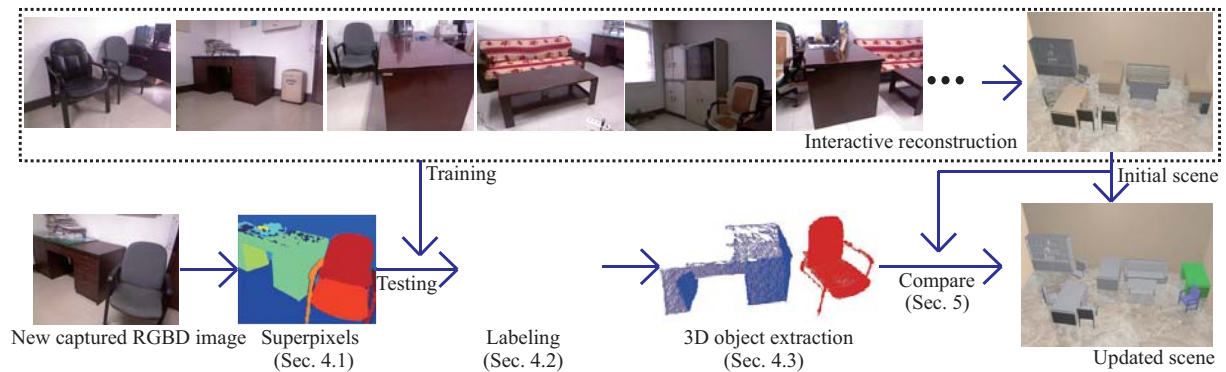 Interactive reconstruction
Training
Initial scene
Testing
Compare
(Sec. 5)
New captured RGBD image
Superpixels
(Sec. 4.1)
Labeling
(Sec. 4.2)
3D object extraction
(Sec. 4.3)
Updated scene